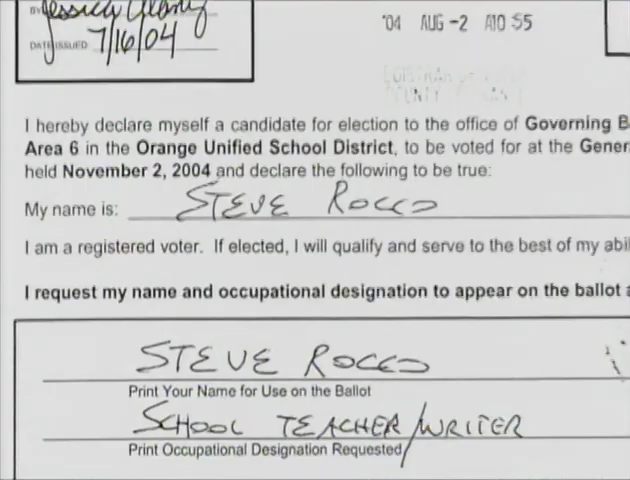 BY Jessica
DATE ISSUED 7/16/04
'04 AUG -2 A10 55
I hereby declare myself a candidate for election to the office of Governing B
Area 6 in the Orange Unified School District, to be voted for at the Gener
held November 2, 2004 and declare the following to be true:
My name is: STEVE ROCCO
I am a registered voter. If elected, I will qualify and serve to the best of my abil
I request my name and occupational designation to appear on the ballot a
STEVE ROCCO
Print Your Name for Use on the Ballot
SCHOOL TEACHER/WRITER
Print Occupational Designation Requested